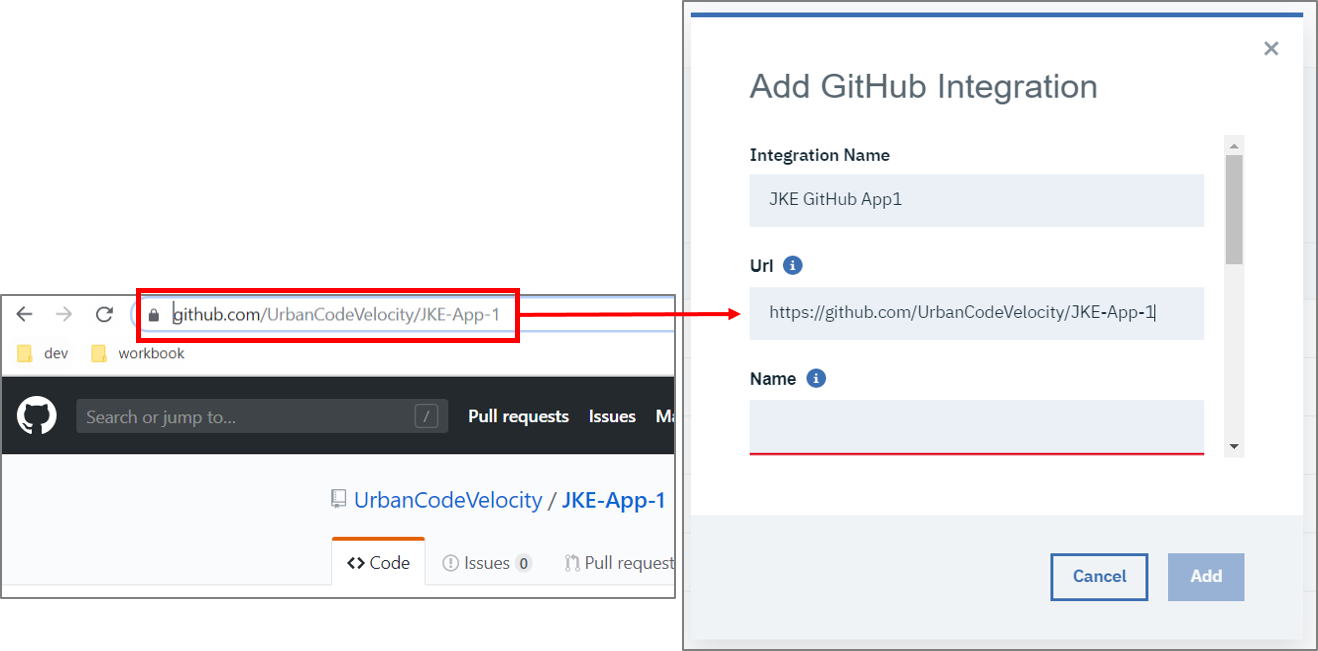 github.com/UrbanCodeVelocity/JKE-App-1
dev workbook
Search or jump to... /
Pull requests Issues
UrbanCodeVelocity / JKE-App-1
<> Code Issues 0 Pull request
Add GitHub Integration
Integration Name
JKE GitHub App1
Url i
https://github.com/UrbanCodeVelocity/JKE-App-1
Name i
Cancel Add